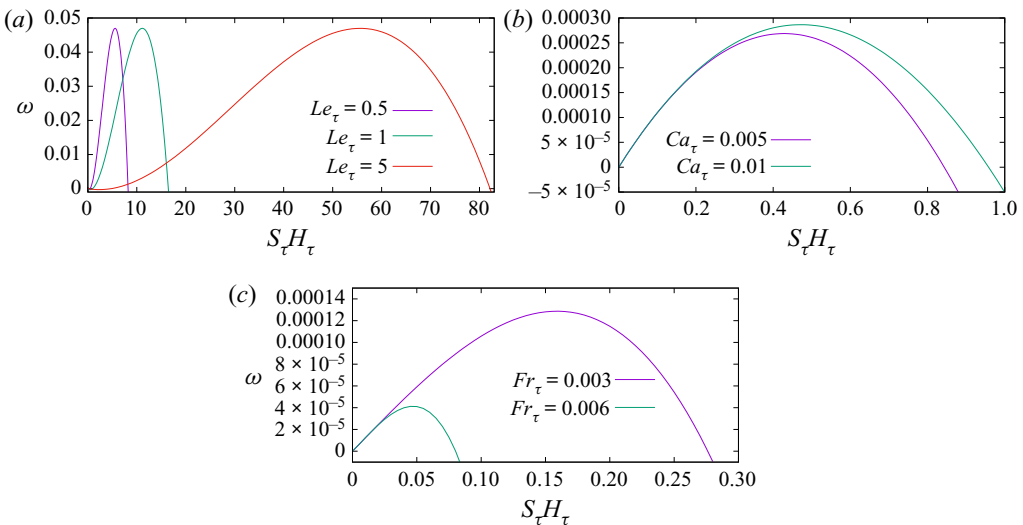 (a)
0.05
0.04
0.03
0.02
0.01
0
ω
Le_τ = 0.5
Le_τ = 1
Le_τ = 5
0 10 20 30 40 50 60 70 80
S_τH_τ
(b)
0.00030
0.00025
0.00020
0.00010
0.00010
5 × 10⁻⁵
0
–5 × 10⁻⁵
Ca_τ = 0.005
Ca_τ = 0.01
0 0.2 0.4 0.6 0.8 1.0
S_τH_τ
(c)
0.00014
0.00010
8 × 10⁻⁵
6 × 10⁻⁵
4 × 10⁻⁵
2 × 10⁻⁵
0
ω
Fr_τ = 0.003
Fr_τ = 0.006
0 0.05 0.10 0.15 0.20 0.25 0.30
S_τH_τ